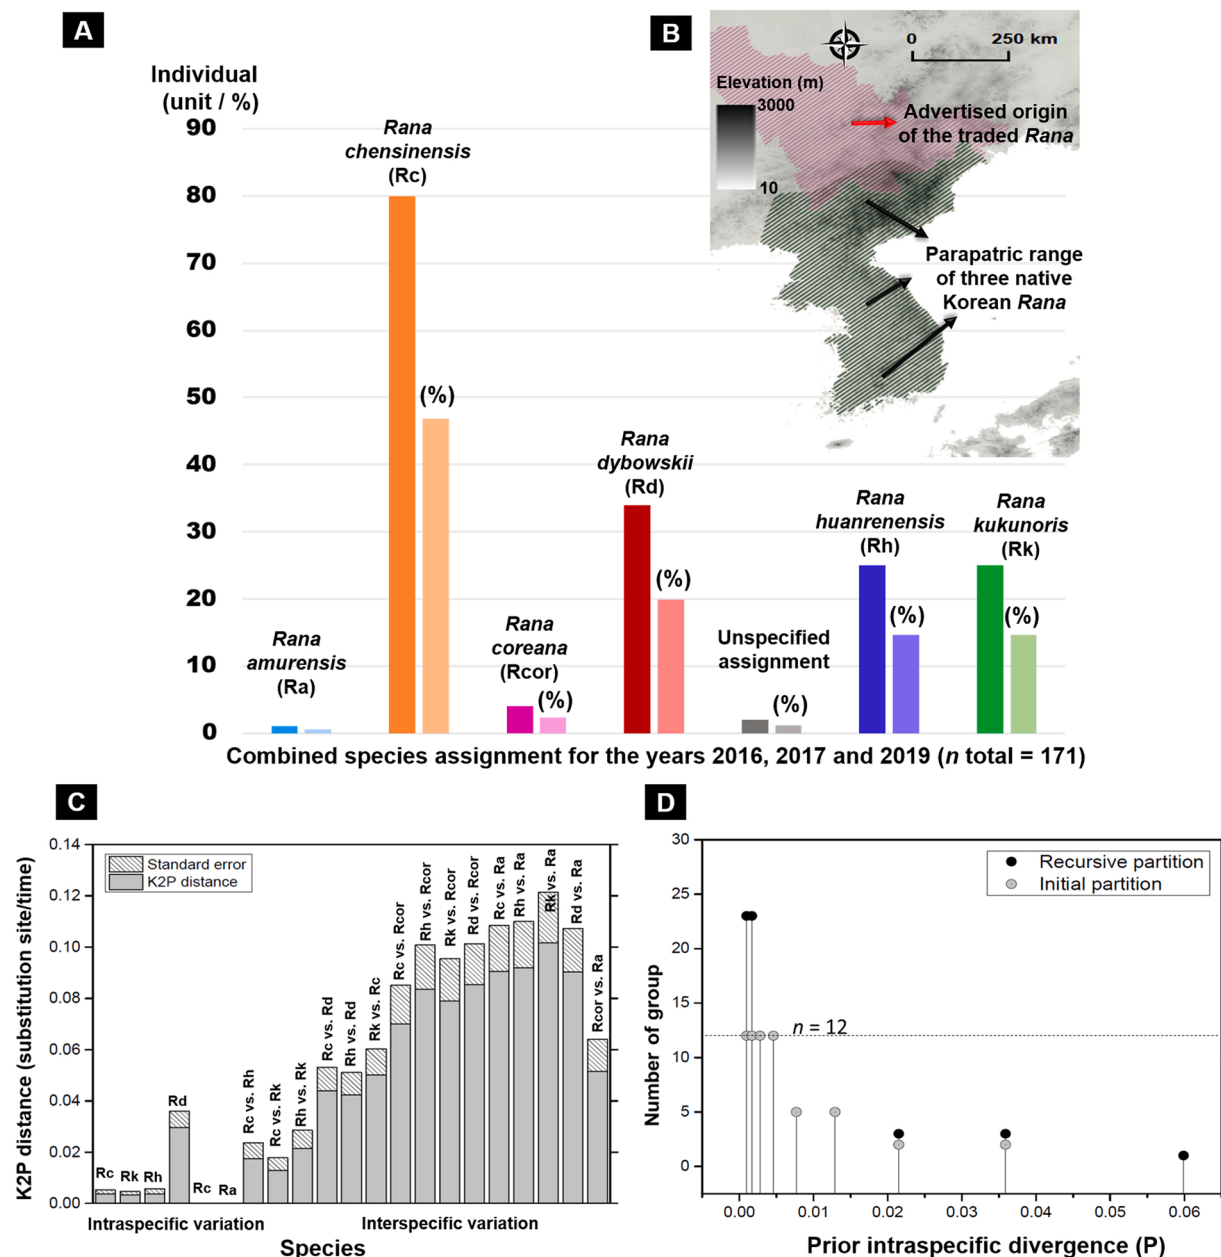 A
Individual
(unit / %)
90
80
70
60
50
40
30
20
10
0
Rana
chensinensis
(Rc)
(%)
Rana
amurensis
(Ra)
Rana
coreana
(Rcor)
(%)
Rana
dybowskii
(Rd)
(%)
Unspecified
assignment
(%)
Rana
huanrenensis
(Rh)
(%)
Rana
kukunoris
(Rk)
(%)
Combined species assignment for the years 2016, 2017 and 2019 (n total = 171)
B
0 250 km
Elevation (m)
3000
10
Advertised origin
of the traded Rana
Parapatric range
of three native
Korean Rana
C
K2P distance (substitution site/time)
0.14
0.12
0.10
0.08
0.06
0.04
0.02
0.00
Standard error
K2P distance
Rc
Rk
Rh
Rd
Rc
Ra
Rc vs. Rh
Rc vs. Rk
Rh vs. Rk
Rc vs. Rd
Rh vs. Rd
Rk vs. Rc
Rc vs. Rcor
Rh vs. Rcor
Rk vs. Rcor
Rd vs. Rcor
Rc vs. Ra
Rh vs. Ra
Rk vs. Ra
Rd vs. Ra
Rcor vs. Ra
Intraspecific variation
Interspecific variation
Species
D
Number of group
30
25
20
15
10
5
0
Recursive partition
Initial partition
n = 12
0.00 0.01 0.02 0.03 0.04 0.05 0.06
Prior intraspecific divergence (P)